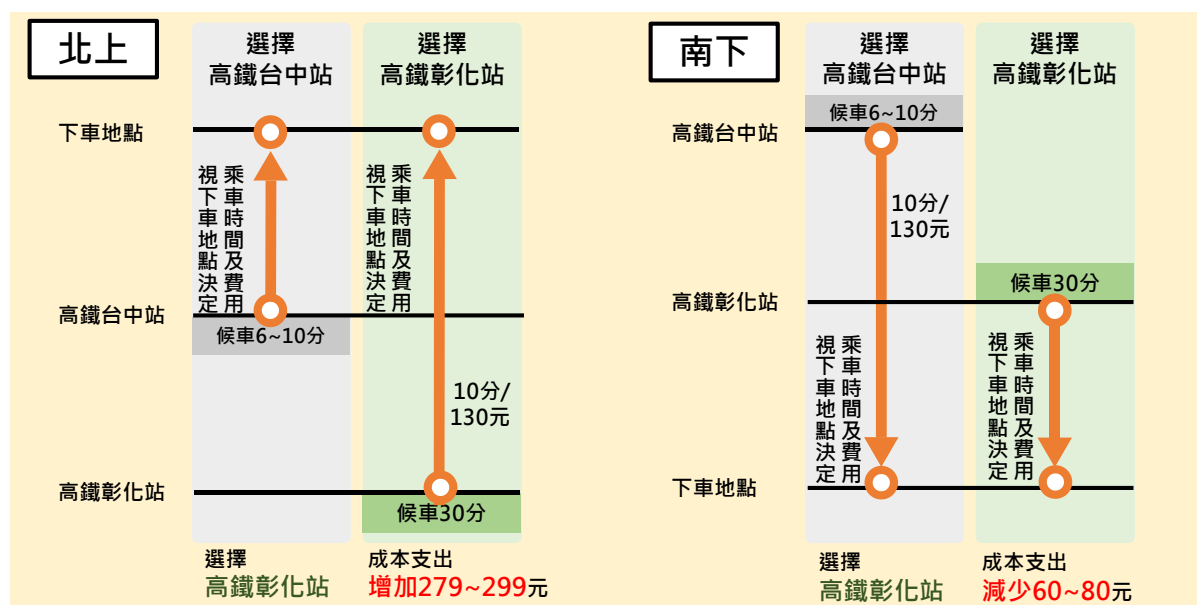 北上
選擇
高鐵台中站
選擇
高鐵彰化站
下車地點
乘車時間及費用
視下車地點決定
乘車時間及費用
視下車地點決定
高鐵台中站
候車6~10分
10分/
130元
高鐵彰化站
候車30分
選擇
高鐵彰化站
成本支出
增加279~299元
南下
選擇
高鐵台中站
選擇
高鐵彰化站
候車6~10分
高鐵台中站
10分/
130元
候車30分
高鐵彰化站
乘車時間及費用
視下車地點決定
乘車時間及費用
視下車地點決定
下車地點
選擇
高鐵彰化站
成本支出
減少60~80元